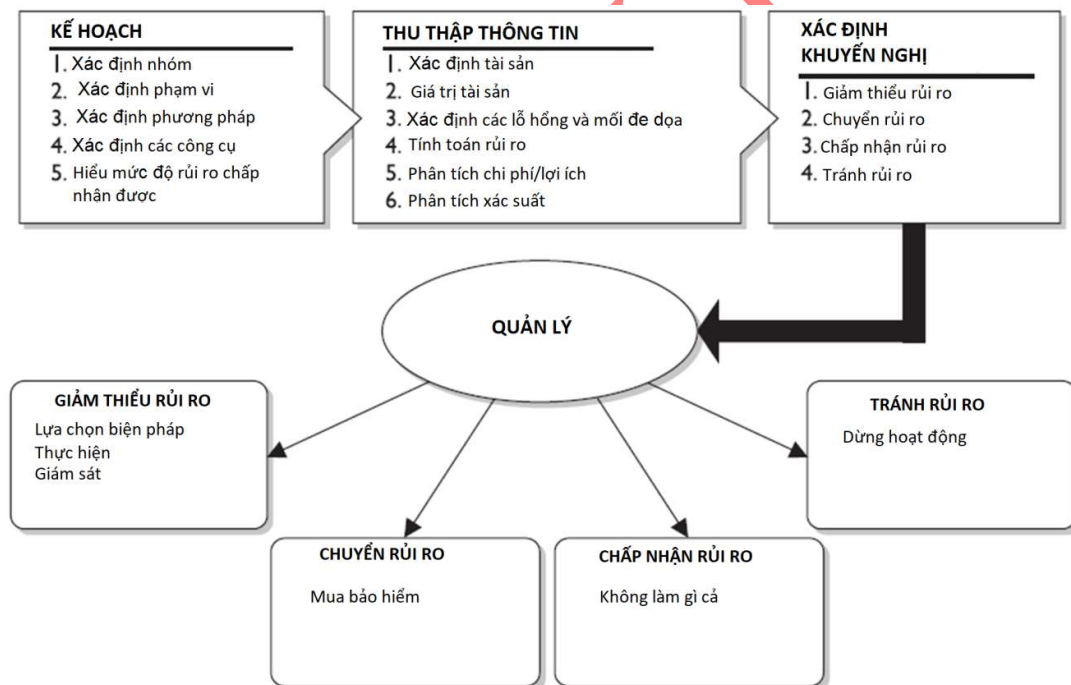 KẾ HOẠCH
1. Xác định nhóm
2. Xác định phạm vi
3. Xác định phương pháp
4. Xác định các công cụ
5. Hiểu mức độ rủi ro chấp
nhân được
THU THẬP THÔNG TIN
1. Xác định tài sản
2. Giá trị tài sản
3. Xác định các lỗ hổng và mối đe dọa
4. Tính toán rủi ro
5. Phân tích chi phí/lợi ích
6. Phân tích xác suất
XÁC ĐỊNH
KHUYẾN NGHỊ
1. Giảm thiểu rủi ro
2. Chuyển rủi ro
3. Chấp nhận rủi ro
4. Tránh rủi ro
QUẢN LÝ
GIẢM THIỂU RỦI RO
Lựa chọn biện pháp
Thực hiện
Giám sát
CHUYỂN RỦI RO
Mua bảo hiểm
CHẤP NHẬN RỦI RO
Không làm gì cả
TRÁNH RỦI RO
Dừng hoạt động